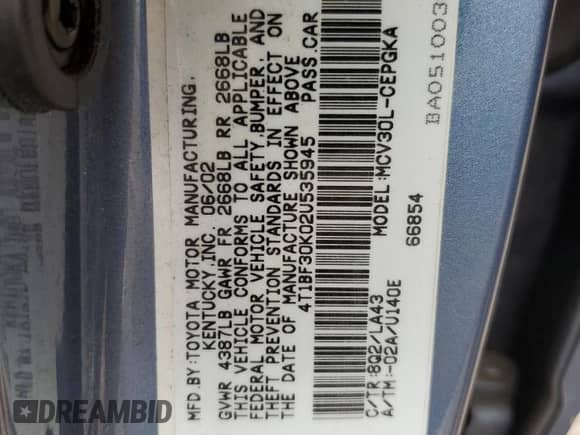 MFD.BY:TOYOTA MOTOR MANUFACTURING,
KENTUCKY,INC. 06/02
GVWR 4387LB GAWR FR 2668LB RR 2668LB
THIS VEHICLE CONFORMS TO ALL APPLICABLE
FEDERAL MOTOR VEHICLE SAFETY,BUMPER, AND
THEFT PREVENTION STANDARDS IN EFFECT ON
THE DATE OF MANUFACTURE SHOWN ABOVE
4T1BF30K02U535945 PASS.CAR
C/TR:8Q2/LA43 MODEL:MCV30L-CEPGKA
A/TM:-02A/U140E 66854
BA051003
DREAMBID